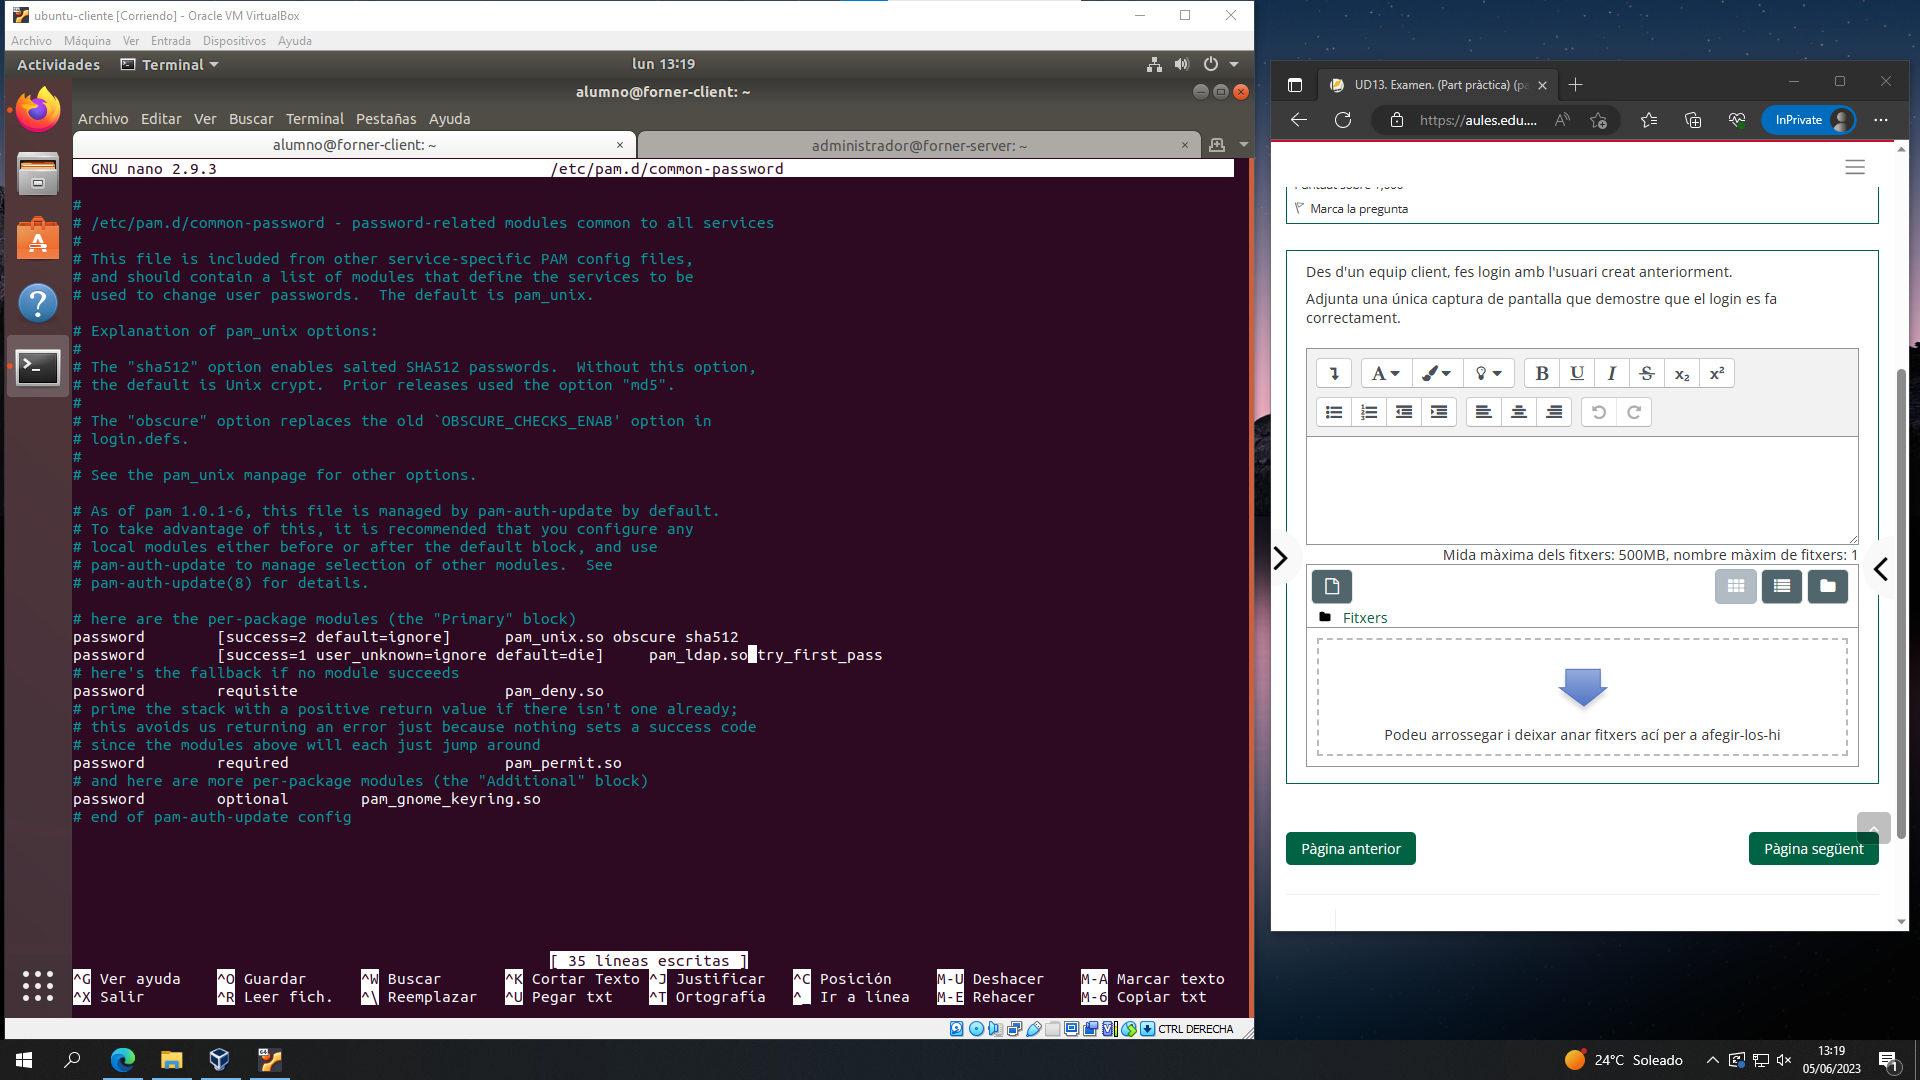 ubuntu-cliente [Corriendo] - Oracle VM VirtualBox
Archivo Máquina Ver Entrada Dispositivos Ayuda
Actividades Terminal lun 13:19
alumno@forner-client: ~
Archivo Editar Ver Buscar Terminal Pestañas Ayuda
alumno@forner-client: ~ × administrador@forner-server: ~ ×
GNU nano 2.9.3 /etc/pam.d/common-password
#
# /etc/pam.d/common-password - password-related modules common to all services
#
# This file is included from other service-specific PAM config files,
# and should contain a list of modules that define the services to be
# used to change user passwords.  The default is pam_unix.
# Explanation of pam_unix options:
#
# The "sha512" option enables salted SHA512 passwords.  Without this option,
# the default is Unix crypt.  Prior releases used the option "md5".
#
# The "obscure" option replaces the old `OBSCURE_CHECKS_ENAB' option in
# login.defs.
#
# See the pam_unix manpage for other options.
# As of pam 1.0.1-6, this file is managed by pam-auth-update by default.
# To take advantage of this, it is recommended that you configure any
# local modules either before or after the default block, and use
# pam-auth-update to manage selection of other modules.  See
# pam-auth-update(8) for details.
# here are the per-package modules (the "Primary" block)
password [success=2 default=ignore] pam_unix.so obscure sha512
password [success=1 user_unknown=ignore default=die] pam_ldap.so try_first_pass
# here's the fallback if no module succeeds
password requisite pam_deny.so
# prime the stack with a positive return value if there isn't one already;
# this avoids us returning an error just because nothing sets a success code
# since the modules above will each just jump around
password required pam_permit.so
# and here are more per-package modules (the "Additional" block)
password optional pam_gnome_keyring.so
# end of pam-auth-update config
[ 35 líneas escritas ]
^G Ver ayuda ^O Guardar ^W Buscar ^K Cortar Texto ^J Justificar ^C Posición M-U Deshacer M-A Marcar texto
^X Salir ^R Leer fich. ^\ Reemplazar ^U Pegar txt ^T Ortografía ^_ Ir a línea M-E Rehacer M-6 Copiar txt
CTRL DERECHA
UD13. Examen. (Part pràctica) (pa
https://aules.edu.... InPrivate
Marca la pregunta
Des d'un equip client, fes login amb l'usuari creat anteriorment.
Adjunta una única captura de pantalla que demostre que el login es fa
correctament.
A B U I S x₂ x²
Mida màxima dels fitxers: 500MB, nombre màxim de fitxers: 1
Fitxers
Podeu arrossegar i deixar anar fitxers ací per a afegir-los-hi
Pàgina anterior Pàgina següent
24°C Soleado
13:19
05/06/2023
1